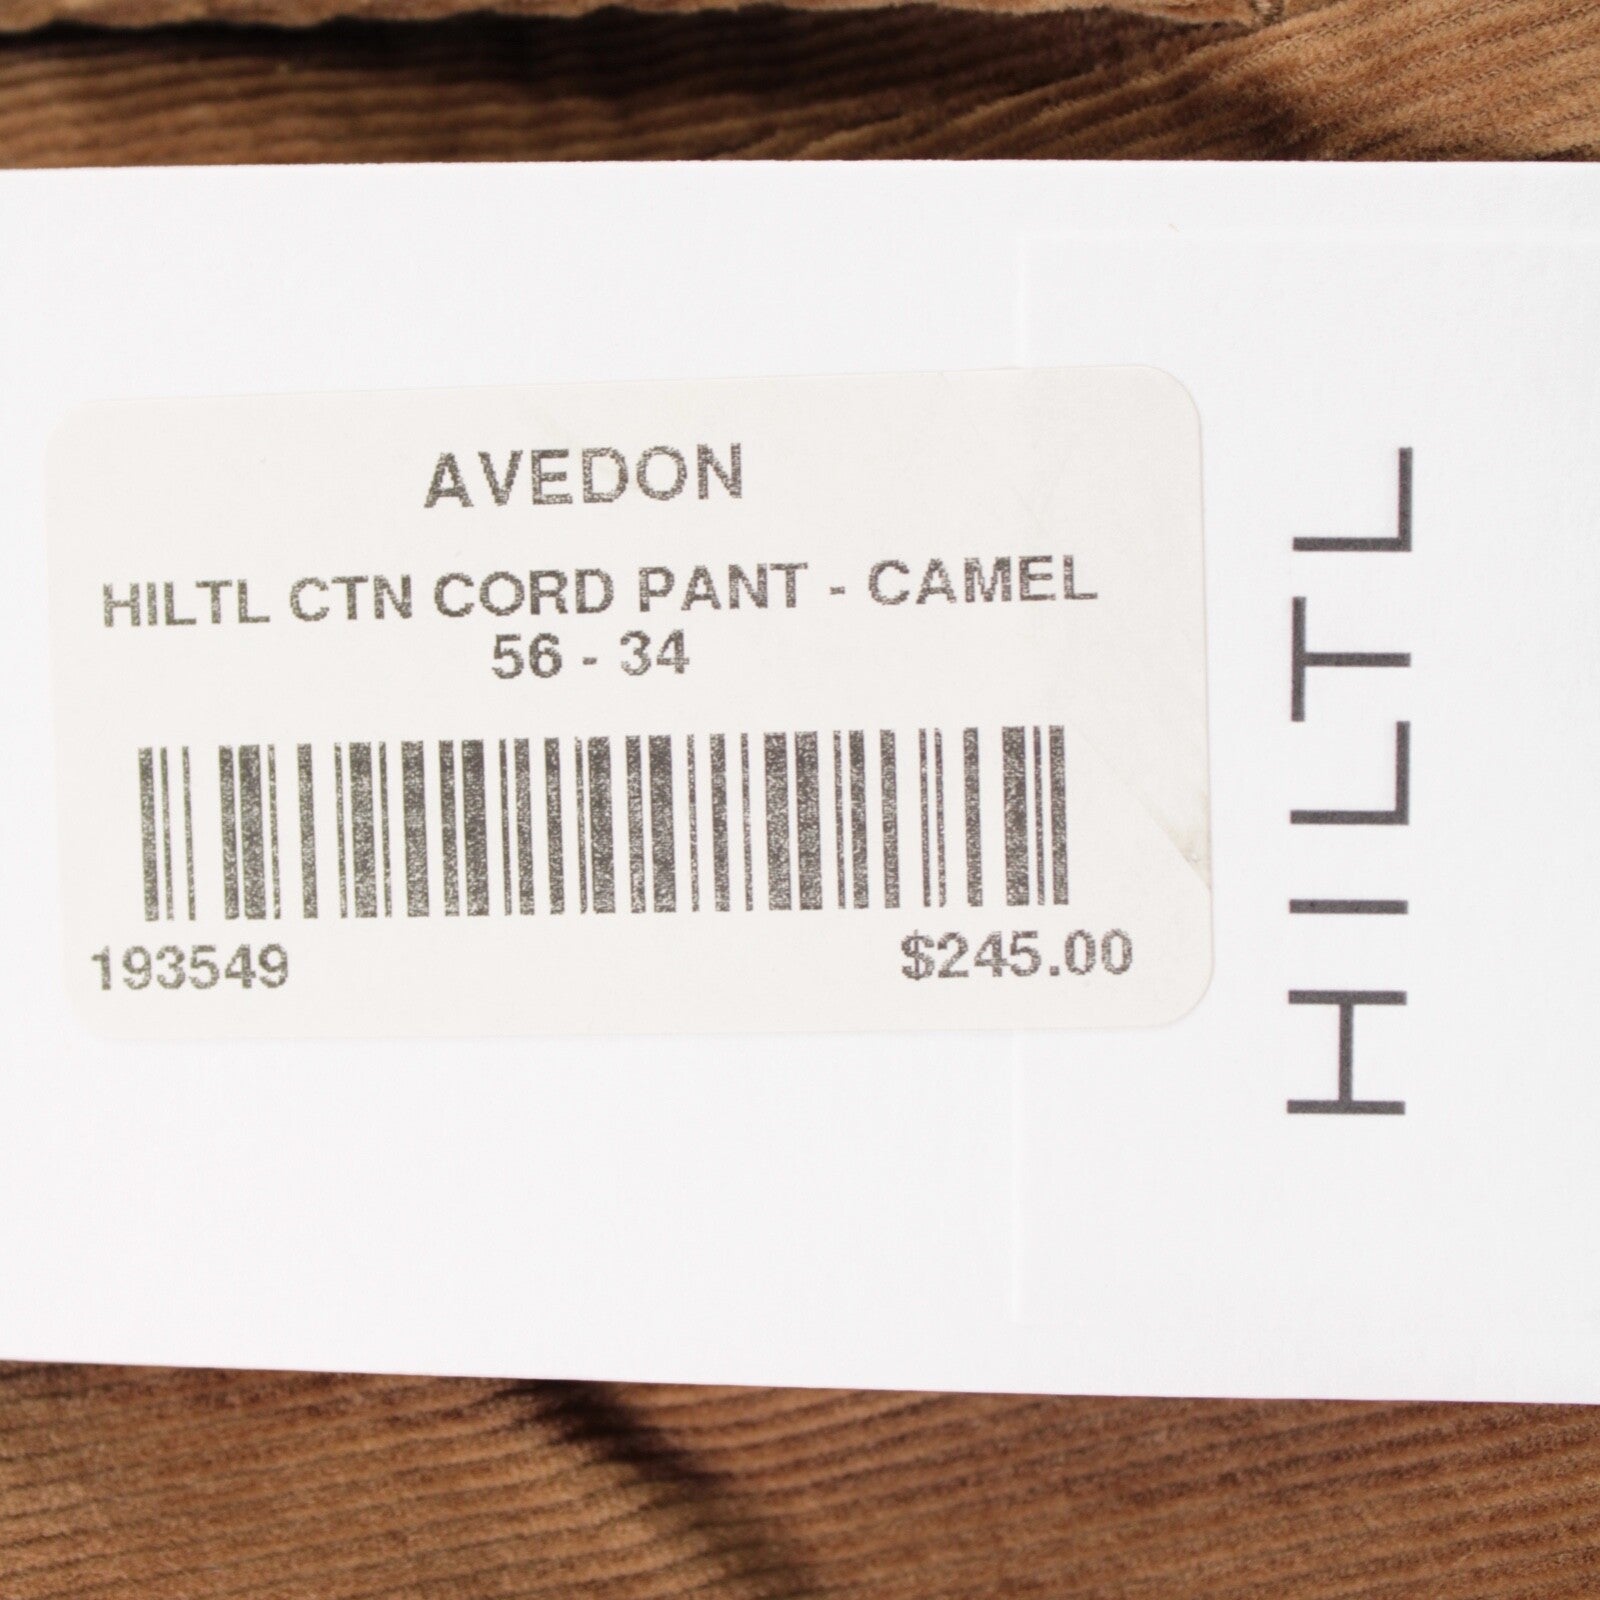 AVEDON
HILTL CTN CORD PANT - CAMEL
56 - 34
193549
$245.00
HILTL